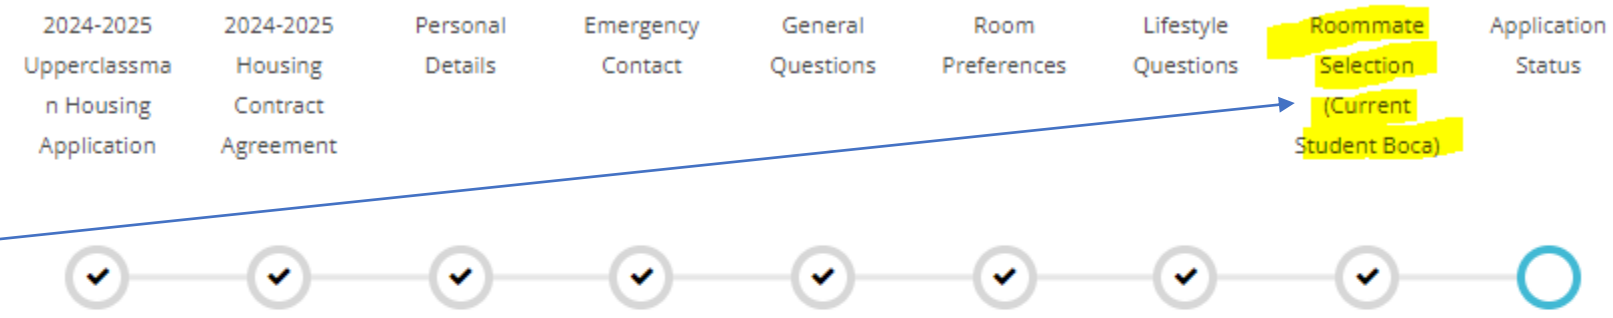 2024-2025
Upperclassma
n Housing
Application
2024-2025
Housing
Contract
Agreement
Personal
Details
Emergency
Contact
General
Questions
Room
Preferences
Lifestyle
Questions
Roommate
Selection
(Current
Student Boca)
Application
Status